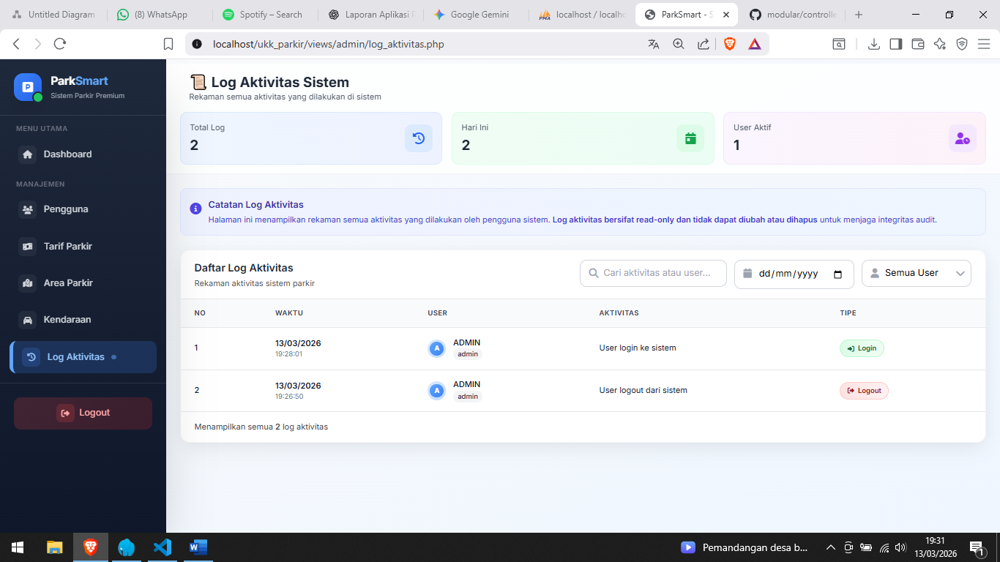 Untitled Diagram
(8) WhatsApp
Spotify – Search
Laporan Aplikasi P
Google Gemini
localhost / localho
ParkSmart - S
modular/controlle
localhost/ukk_parkir/views/admin/log_aktivitas.php
ParkSmart
Sistem Parkir Premium
MENU UTAMA
Dashboard
MANAJEMEN
Pengguna
Tarif Parkir
Area Parkir
Kendaraan
Log Aktivitas
Logout
Log Aktivitas Sistem
Rekaman semua aktivitas yang dilakukan di sistem
Total Log
2
Hari Ini
2
User Aktif
1
Catatan Log Aktivitas
Halaman ini menampilkan rekaman semua aktivitas yang dilakukan oleh pengguna sistem. Log aktivitas bersifat read-only dan tidak dapat diubah atau dihapus untuk menjaga integritas audit.
Daftar Log Aktivitas
Rekaman aktivitas sistem parkir
Cari aktivitas atau user...
dd/mm/yyyy
Semua User
NO WAKTU USER AKTIVITAS TIPE
1 13/03/2026 19:28:01 A ADMIN admin User login ke sistem Login
2 13/03/2026 19:26:50 A ADMIN admin User logout dari sistem Logout
Menampilkan semua 2 log aktivitas
Pemandangan desa b...
19:31
13/03/2026
1